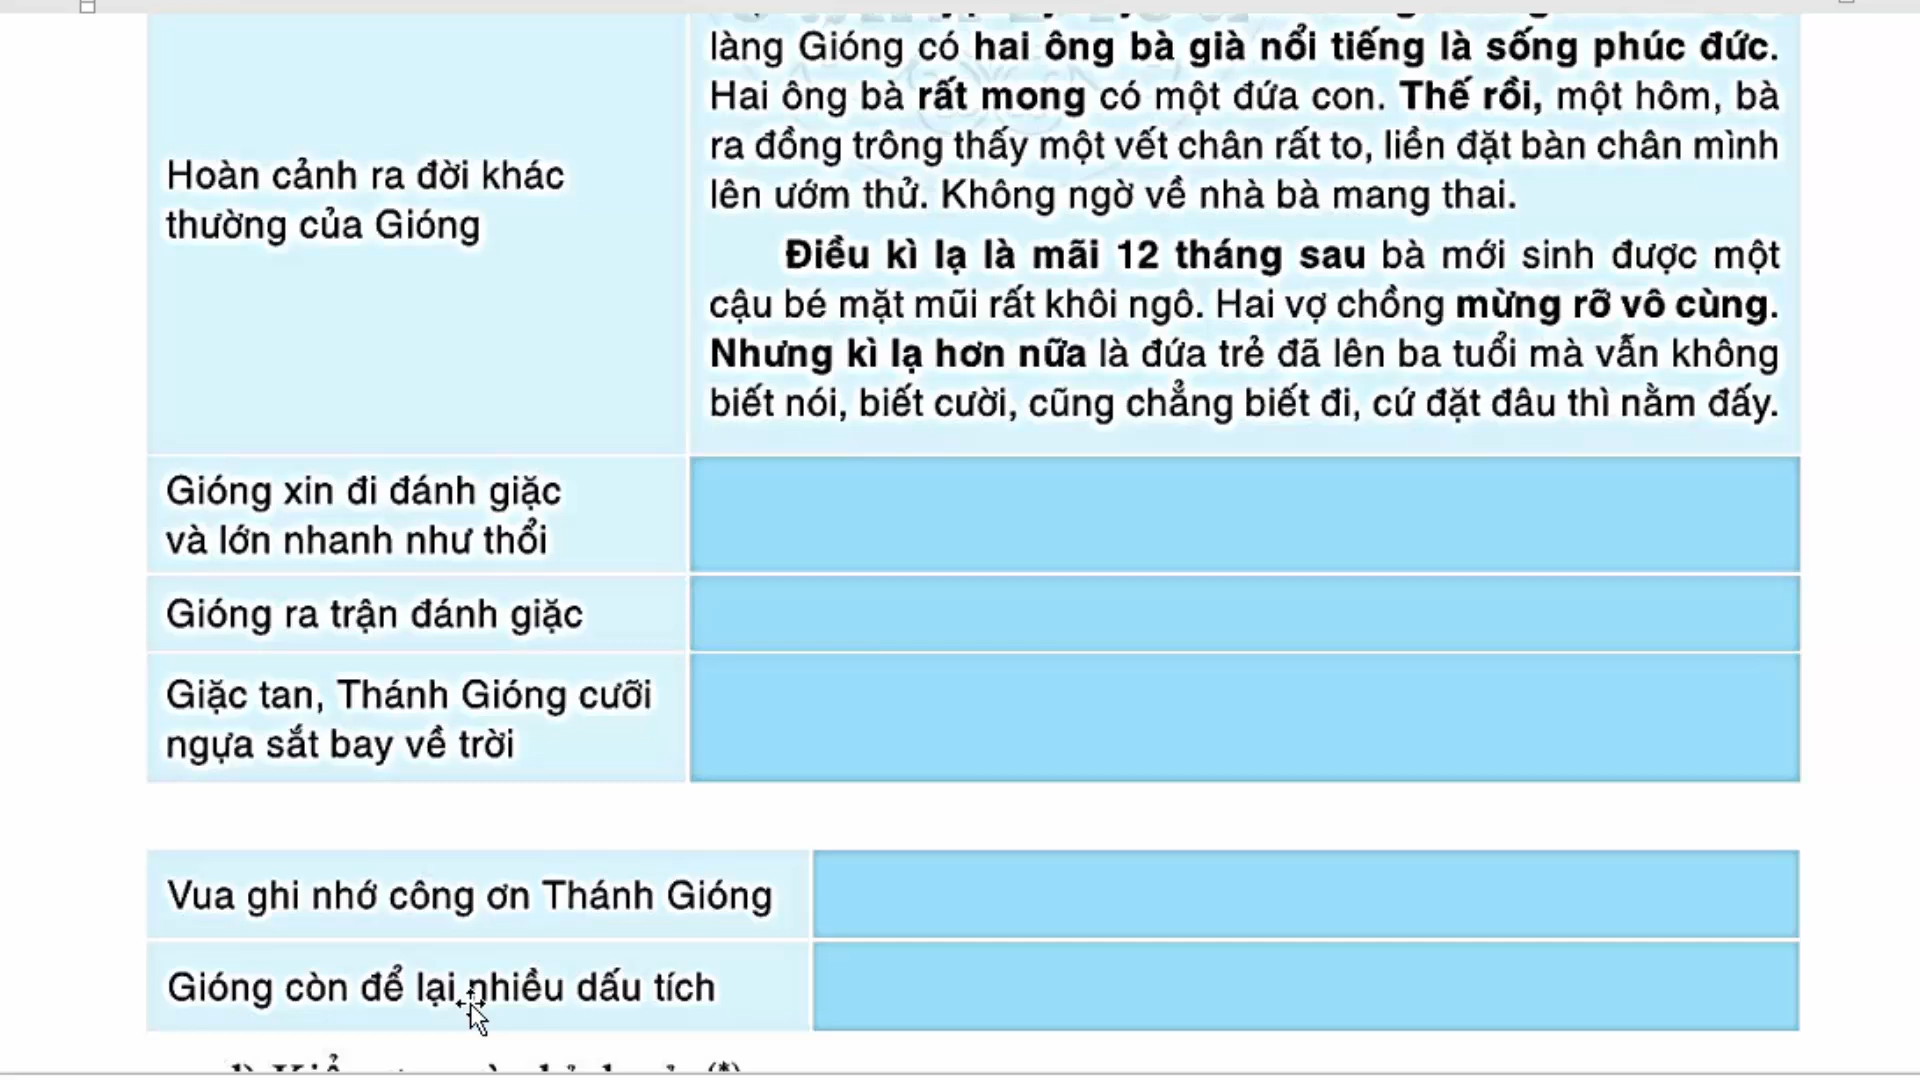 Hoàn cảnh ra đời khác
thường của Gióng
làng Gióng có hai ông bà già nổi tiếng là sống phúc đức.
Hai ông bà rất mong có một đứa con. Thế rồi, một hôm, bà
ra đồng trông thấy một vết chân rất to, liền đặt bàn chân mình
lên ướm thử. Không ngờ về nhà bà mang thai.
Điều kì lạ là mãi 12 tháng sau bà mới sinh được một
cậu bé mặt mũi rất khôi ngô. Hai vợ chồng mừng rỡ vô cùng.
Nhưng kì lạ hơn nữa là đứa trẻ đã lên ba tuổi mà vẫn không
biết nói, biết cười, cũng chẳng biết đi, cứ đặt đâu thì nằm đấy.
Gióng xin đi đánh giặc
và lớn nhanh như thổi
Gióng ra trận đánh giặc
Giặc tan, Thánh Gióng cưỡi
ngựa sắt bay về trời
Vua ghi nhớ công ơn Thánh Gióng
Gióng còn để lại nhiều dấu tích